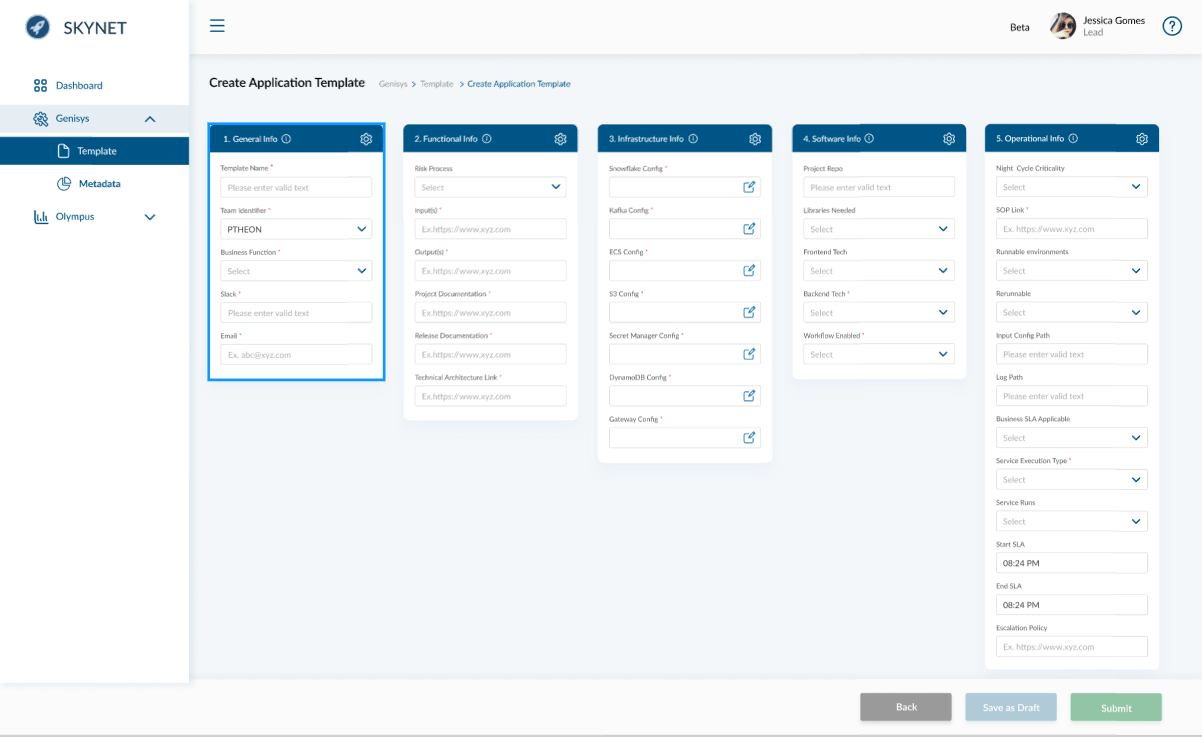 SKYNET
Beta
Jessica Gomes
Lead
?
Dashboard
Genisys
Template
Metadata
Olympus
Create Application Template
Genisys > Template > Create Application Template
1. General Info
Template Name *
Please enter valid text
Team Identifier *
PTHEON
Business Function *
Select
Slack *
Please enter valid text
Email *
Ex. abc@xyz.com
2. Functional Info
Risk Process
Select
Input(s) *
Ex.https://www.xyz.com
Output(s) *
Ex.https://www.xyz.com
Project Documentation *
Ex.https://www.xyz.com
Release Documentation *
Ex.https://www.xyz.com
Technical Architecture Link *
Ex.https://www.xyz.com
3. Infrastructure Info
Snowflake Config *
Kafka Config *
ECS Config *
S3 Config *
Secret Manager Config *
DynamoDB Config *
Gateway Config *
4. Software Info
Project Repo
Please enter valid text
Libraries Needed
Select
Frontend Tech
Select
Backend Tech *
Select
Workflow Enabled *
Select
5. Operational Info
Night Cycle Criticality
Select
SOP Link *
Ex. https://www.xyz.com
Runnable environments
Select
Rerunnable
Select
Input Config Path
Please enter valid text
Log Path
Please enter valid text
Business SLA Applicable
Select
Service Execution Type *
Select
Service Runs
Select
Start SLA
08:24 PM
End SLA
08:24 PM
Escalation Policy
Ex. https://www.xyz.com
Back
Save as Draft
Submit